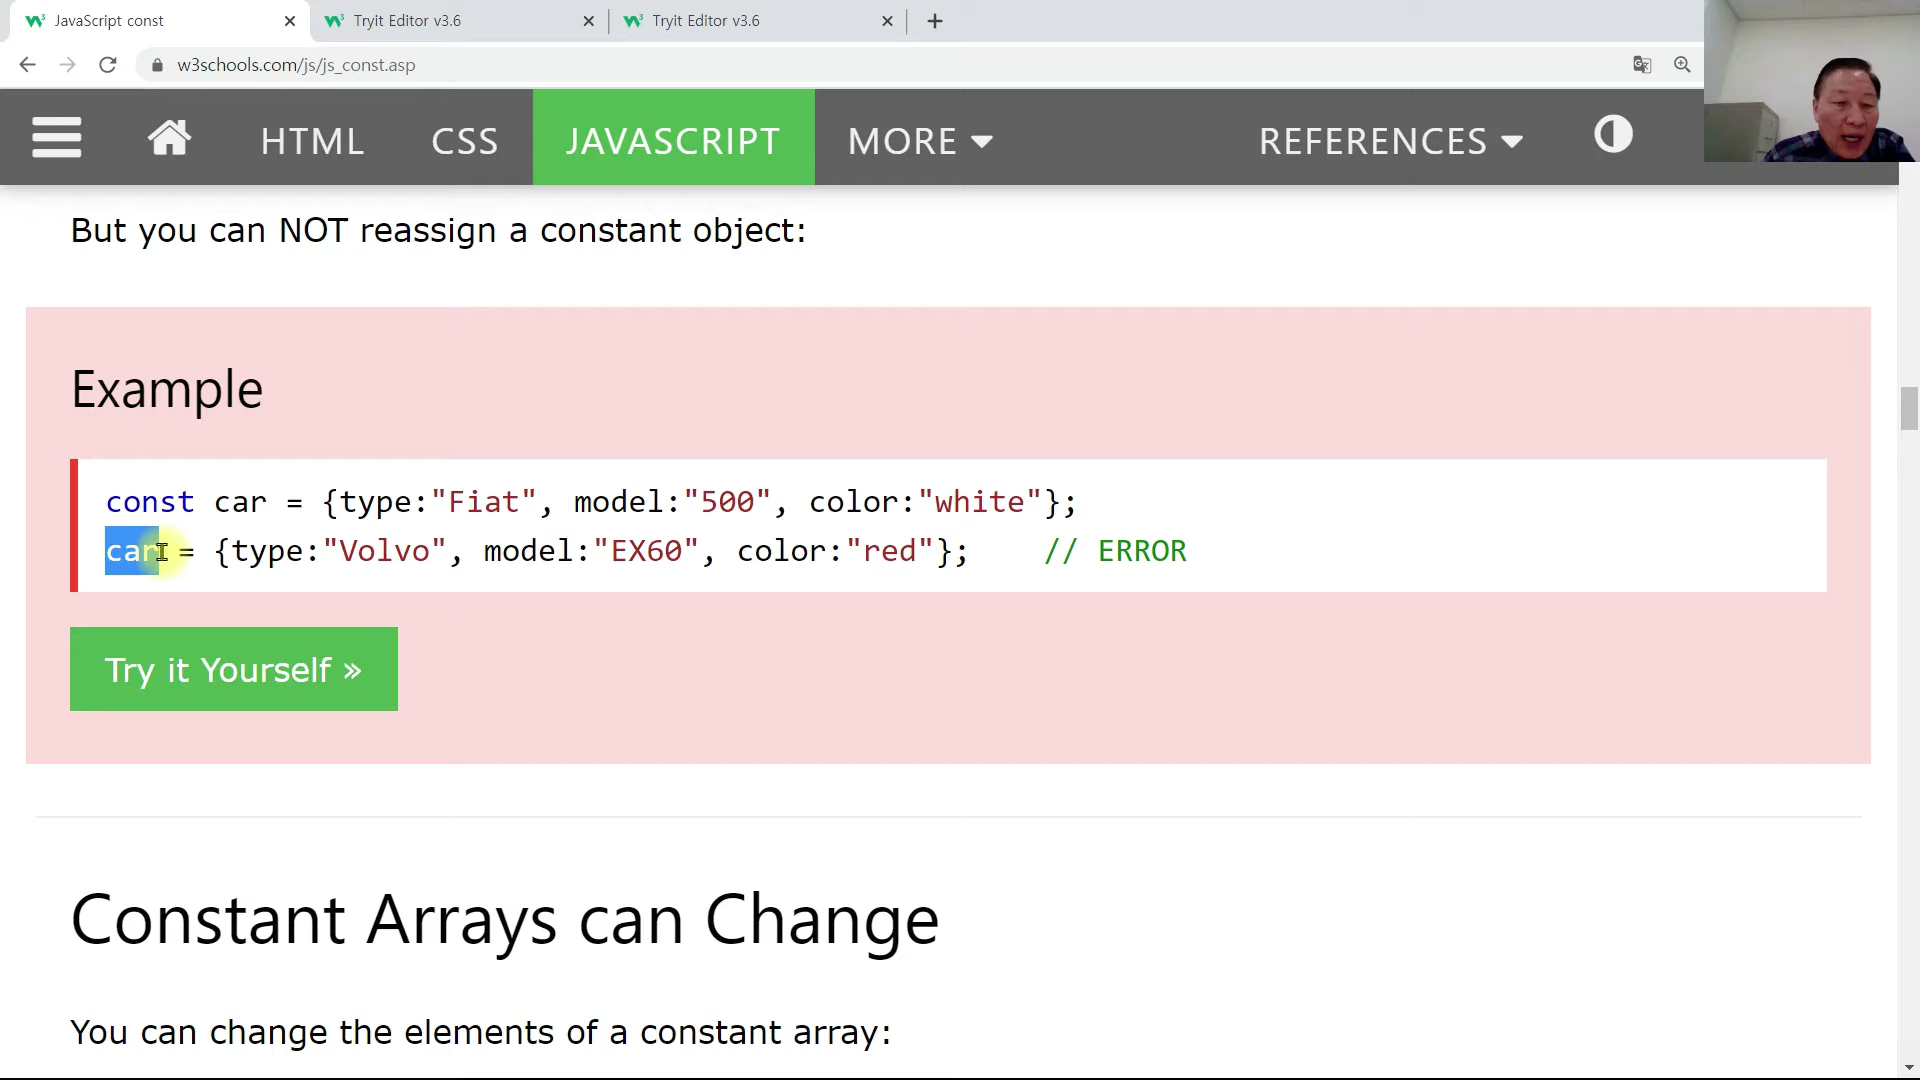 JavaScript const
Tryit Editor v3.6
Tryit Editor v3.6
w3schools.com/js/js_const.asp
HTML CSS JAVASCRIPT MORE REFERENCES
But you can NOT reassign a constant object:
Example
const car = {type:"Fiat", model:"500", color:"white"};
car = {type:"Volvo", model:"EX60", color:"red"};    // ERROR
Try it Yourself »
Constant Arrays can Change
You can change the elements of a constant array: